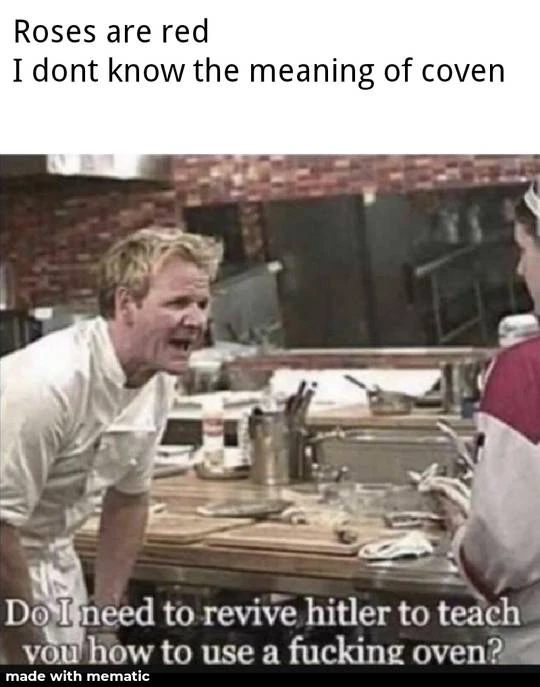 Roses are red
I dont know the meaning of coven
Do I need to revive hitler to teach
you how to use a fucking oven?
made with mematic